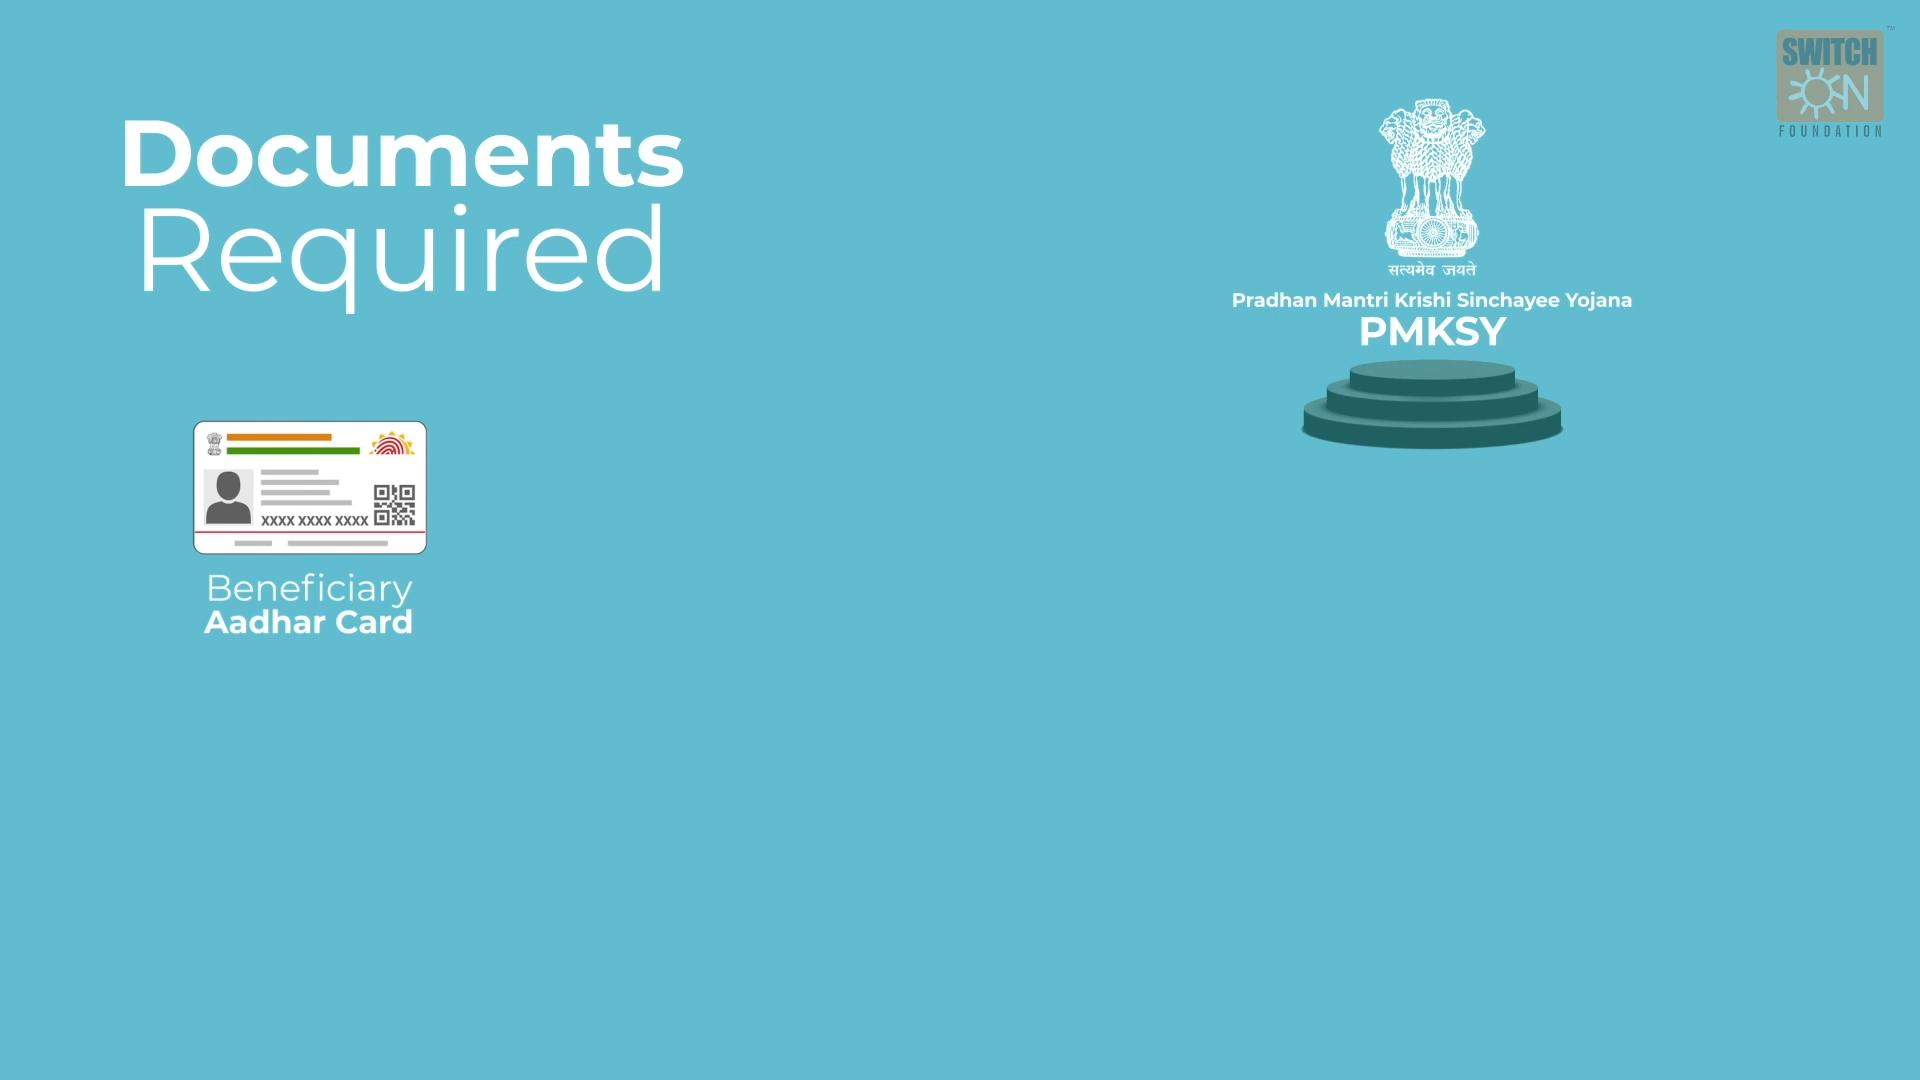 Documents
Required
Beneficiary
Aadhar Card
XXXX XXXX XXXX
सत्यमेव जयते
Pradhan Mantri Krishi Sinchayee Yojana
PMKSY
SWITCH
ON
FOUNDATION
TM